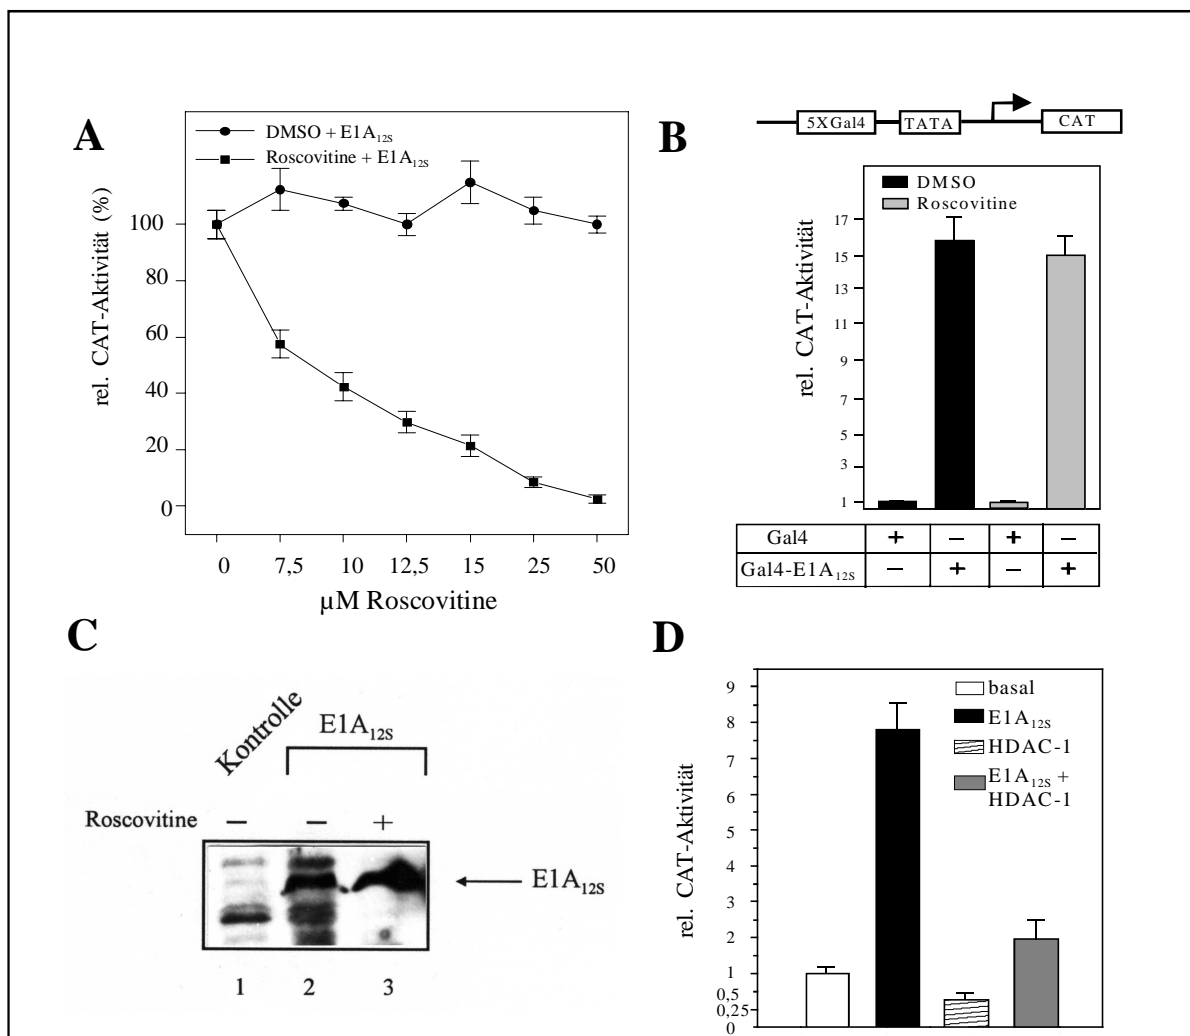 A
DMSO + E1A12S
Roscovitine + E1A12S
rel. CAT-Aktivität (%)
100
80
60
40
20
0
0 7,5 10 12,5 15 25 50
µM Roscovitine
B
5XGal4 TATA CAT
DMSO
Roscovitine
rel. CAT-Aktivität
17
15
13
11
9
7
5
3
1
Gal4 + – + –
Gal4-E1A12S – + – +
C
Kontrolle
E1A12S
Roscovitine – – +
E1A12S
1 2 3
D
basal
E1A12S
HDAC-1
E1A12S +
HDAC-1
rel. CAT-Aktivität
9
8
7
6
5
4
3
2
1
0,5
0,25
0